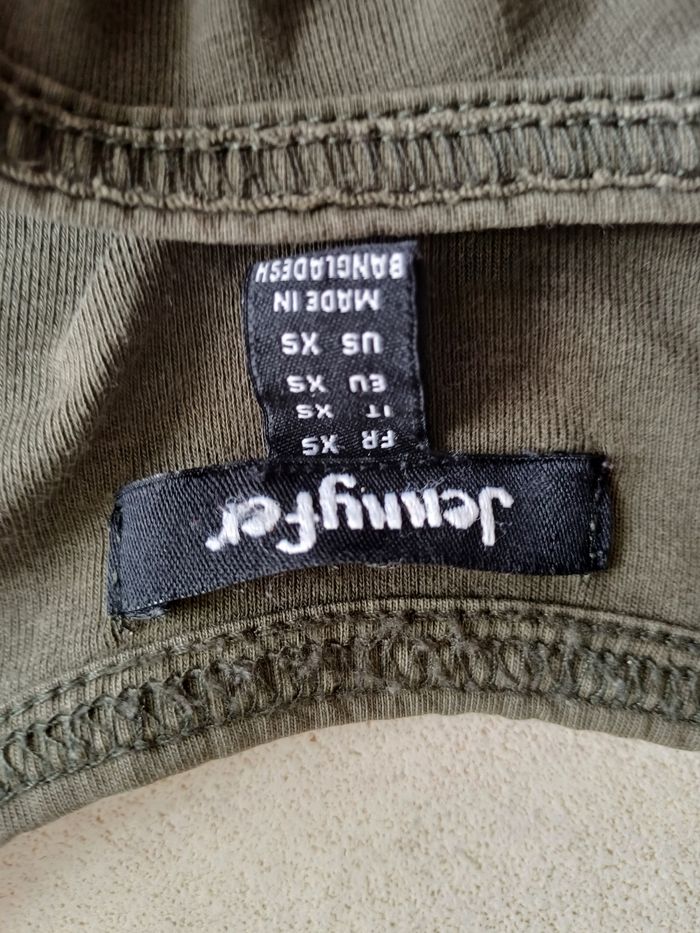 JennyFer
FR XS
IT XS
EU XS
US XS
MADE IN
BANGLADESH